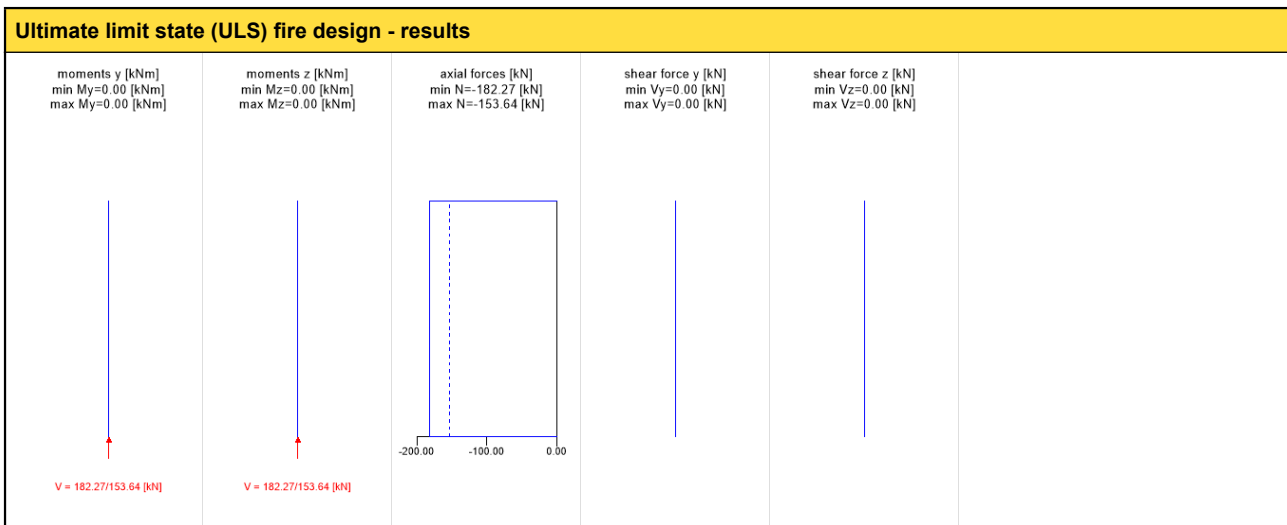 Ultimate limit state (ULS) fire design - results
moments y [kNm]
min My=0.00 [kNm]
max My=0.00 [kNm]
moments z [kNm]
min Mz=0.00 [kNm]
max Mz=0.00 [kNm]
axial forces [kN]
min N=-182.27 [kN]
max N=-153.64 [kN]
shear force y [kN]
min Vy=0.00 [kN]
max Vy=0.00 [kN]
shear force z [kN]
min Vz=0.00 [kN]
max Vz=0.00 [kN]
-200.00
-100.00
0.00
V = 182.27/153.64 [kN]
V = 182.27/153.64 [kN]